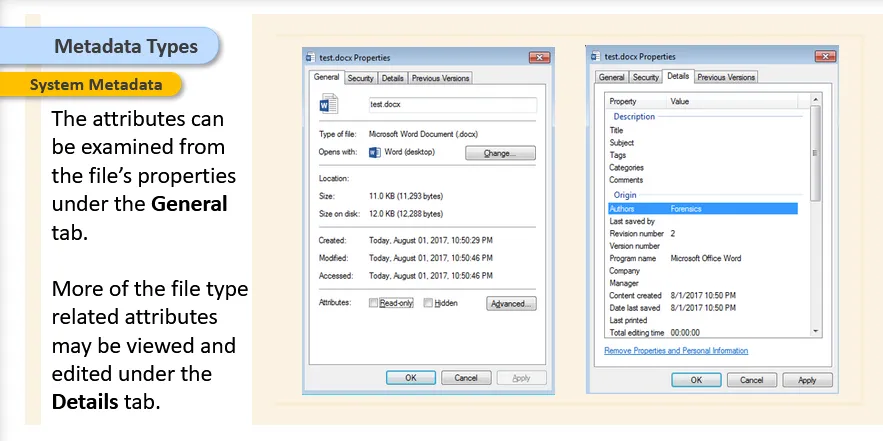 Metadata Types
System Metadata
The attributes can
be examined from
the file's properties
under the General
tab.
More of the file type
related attributes
may be viewed and
edited under the
Details tab.
test.docx Properties
General Security Details Previous Versions
test.docx
Type of file: Microsoft Word Document (.docx)
Opens with: Word (desktop) Change...
Location:
Size: 11.0 KB (11,293 bytes)
Size on disk: 12.0 KB (12,288 bytes)
Created: Today, August 01, 2017, 10:50:29 PM
Modified: Today, August 01, 2017, 10:50:46 PM
Accessed: Today, August 01, 2017, 10:50:46 PM
Attributes: Read-only Hidden Advanced...
OK Cancel Apply
test.docx Properties
General Security Details Previous Versions
Property Value
Description
Title
Subject
Tags
Categories
Comments
Origin
Authors Forensics
Last saved by
Revision number 2
Version number
Program name Microsoft Office Word
Company
Manager
Content created 8/1/2017 10:50 PM
Date last saved 8/1/2017 10:50 PM
Last printed
Total editing time 00:00:00
Remove Properties and Personal Information
OK Cancel Apply